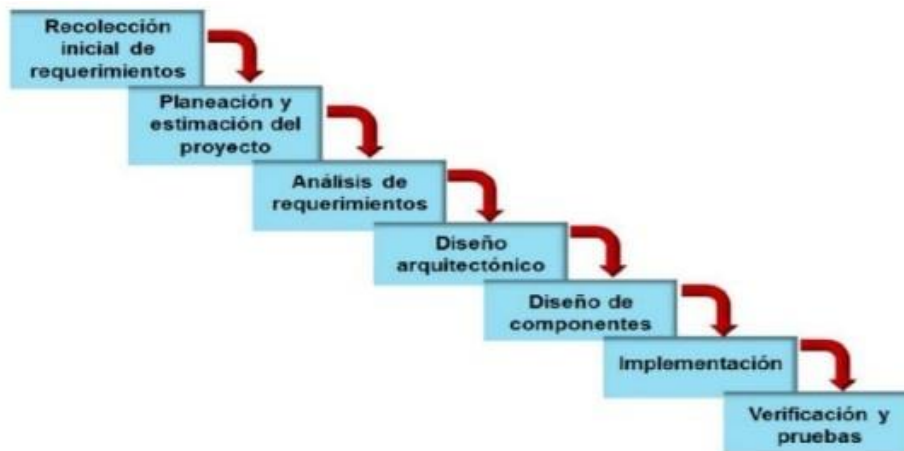 Recolección
inicial de
requerimientos
Planeación y
estimación del
proyecto
Análisis de
requerimientos
Diseño
arquitectónico
Diseño de
componentes
Implementación
Verificación y
pruebas